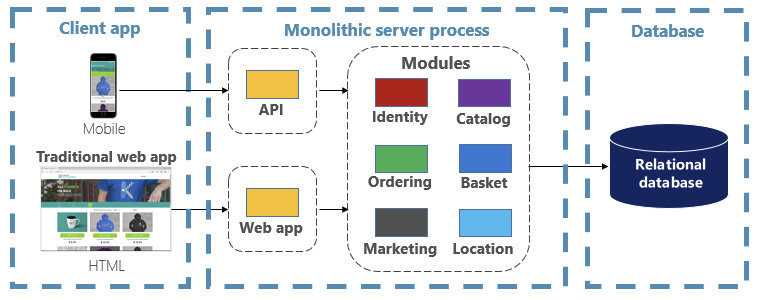 Client app
Mobile
Traditional web app
HTML
Monolithic server process
API
Web app
Modules
Identity
Catalog
Ordering
Basket
Marketing
Location
Database
Relational
database